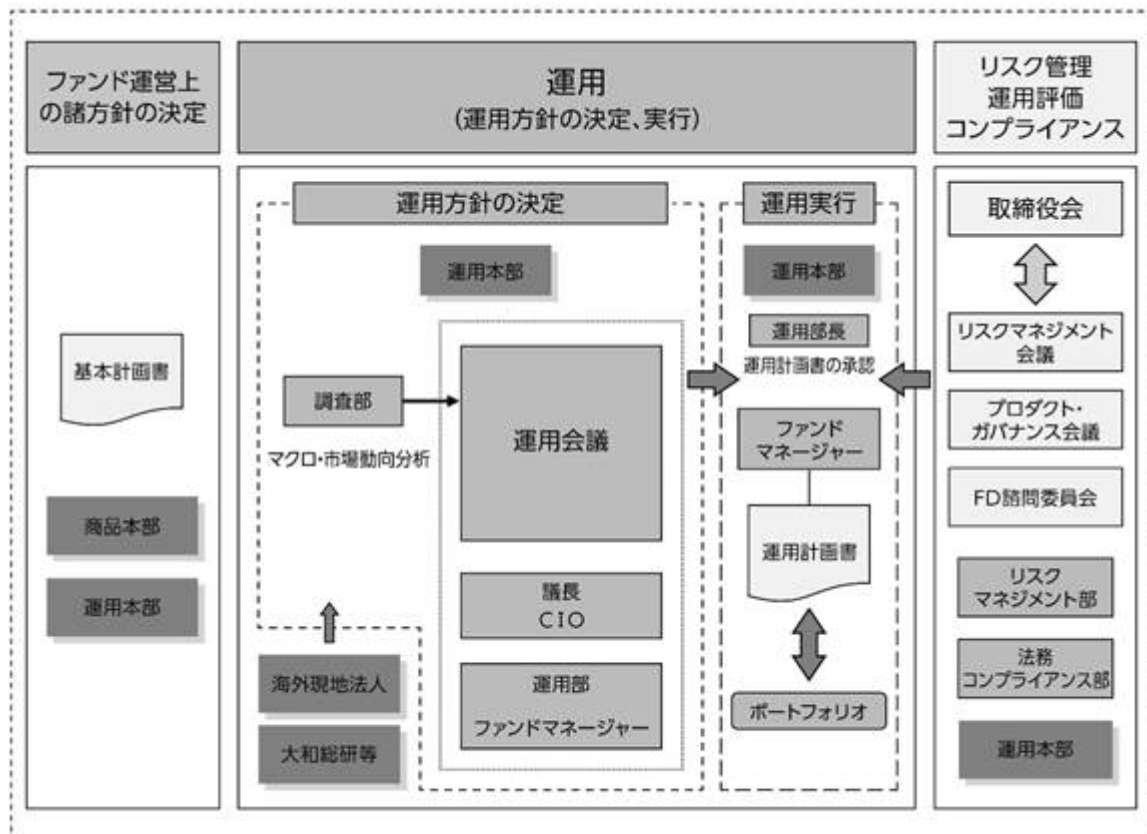 ファンド運営上
の諸方針の決定
基本計画書
商品本部
運用本部
運用
(運用方針の決定、実行)
運用方針の決定
運用本部
調査部
マクロ・市場動向分析
運用会議
議長
CIO
運用部
ファンドマネージャー
海外現地法人
大和総研等
運用実行
運用本部
運用部長
運用計画書の承認
ファンド
マネージャー
運用計画書
ポートフォリオ
リスク管理
運用評価
コンプライアンス
取締役会
リスクマネジメント
会議
プロダクト・
ガバナンス会議
FD諮問委員会
リスク
マネジメント部
法務
コンプライアンス部
運用本部